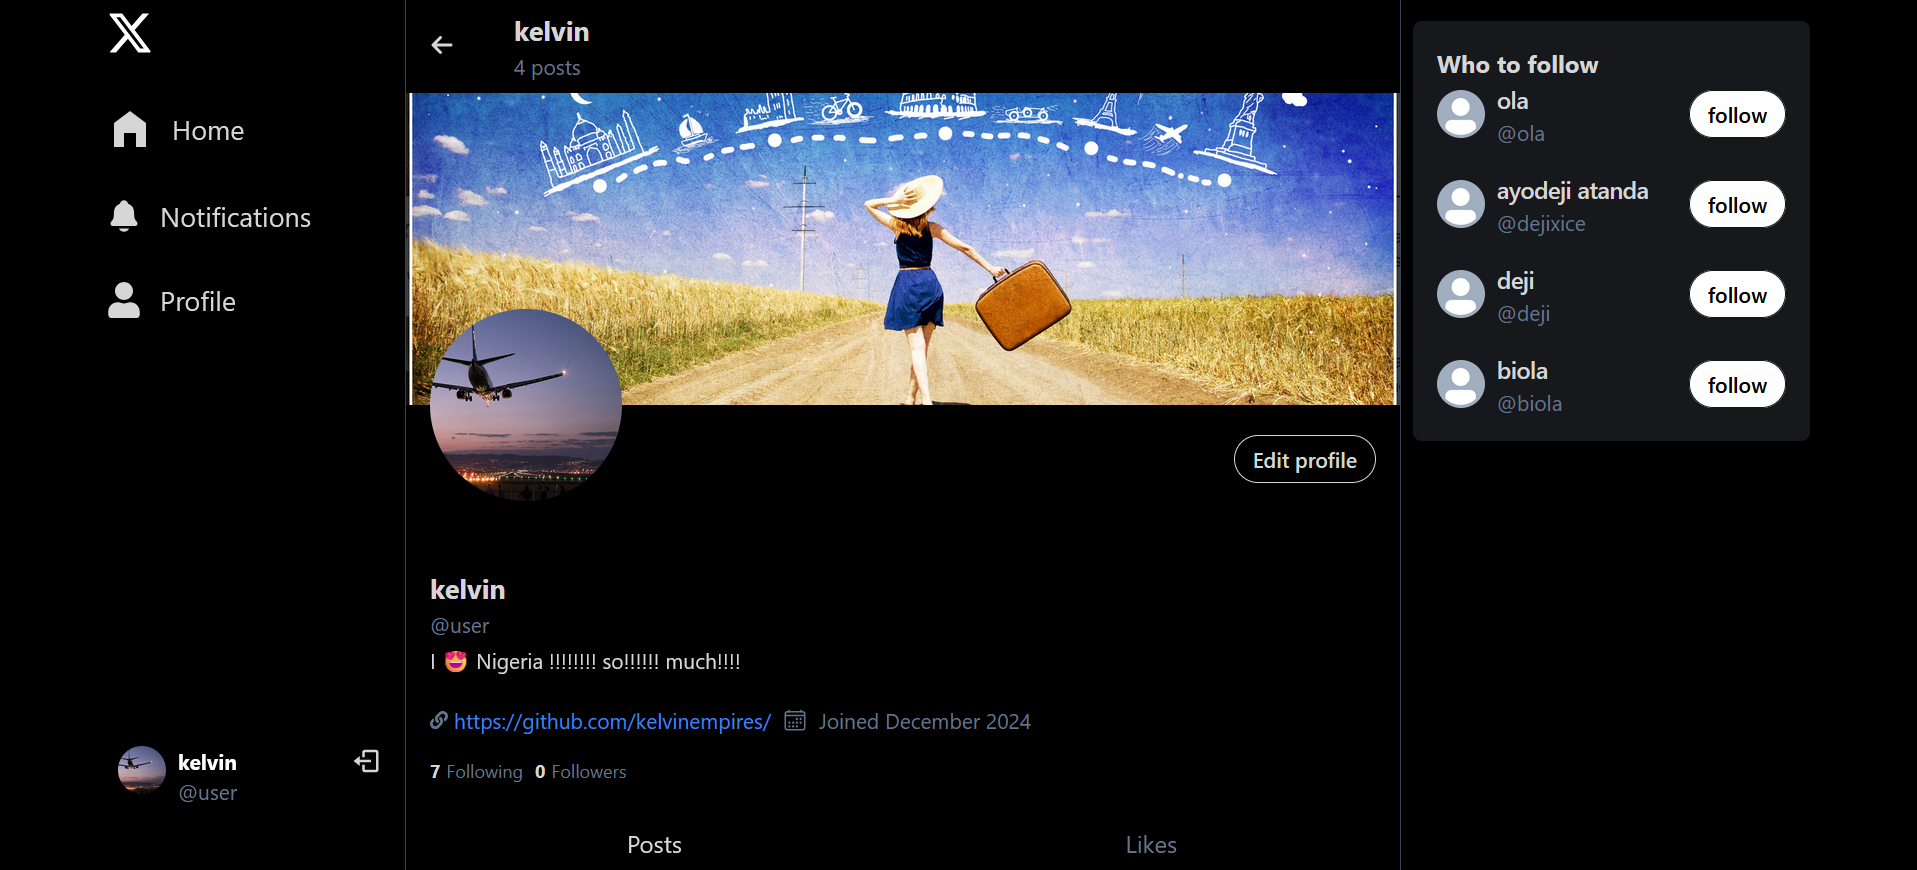 Home
Notifications
Profile
kelvin
@user
kelvin
4 posts
Edit profile
kelvin
@user
I 😍 Nigeria !!!!!!!! so!!!!!! much!!!!
https://github.com/kelvinempires/ Joined December 2024
7 Following 0 Followers
Posts Likes
Who to follow
ola
@ola
follow
ayodeji atanda
@dejixice
follow
deji
@deji
follow
biola
@biola
follow